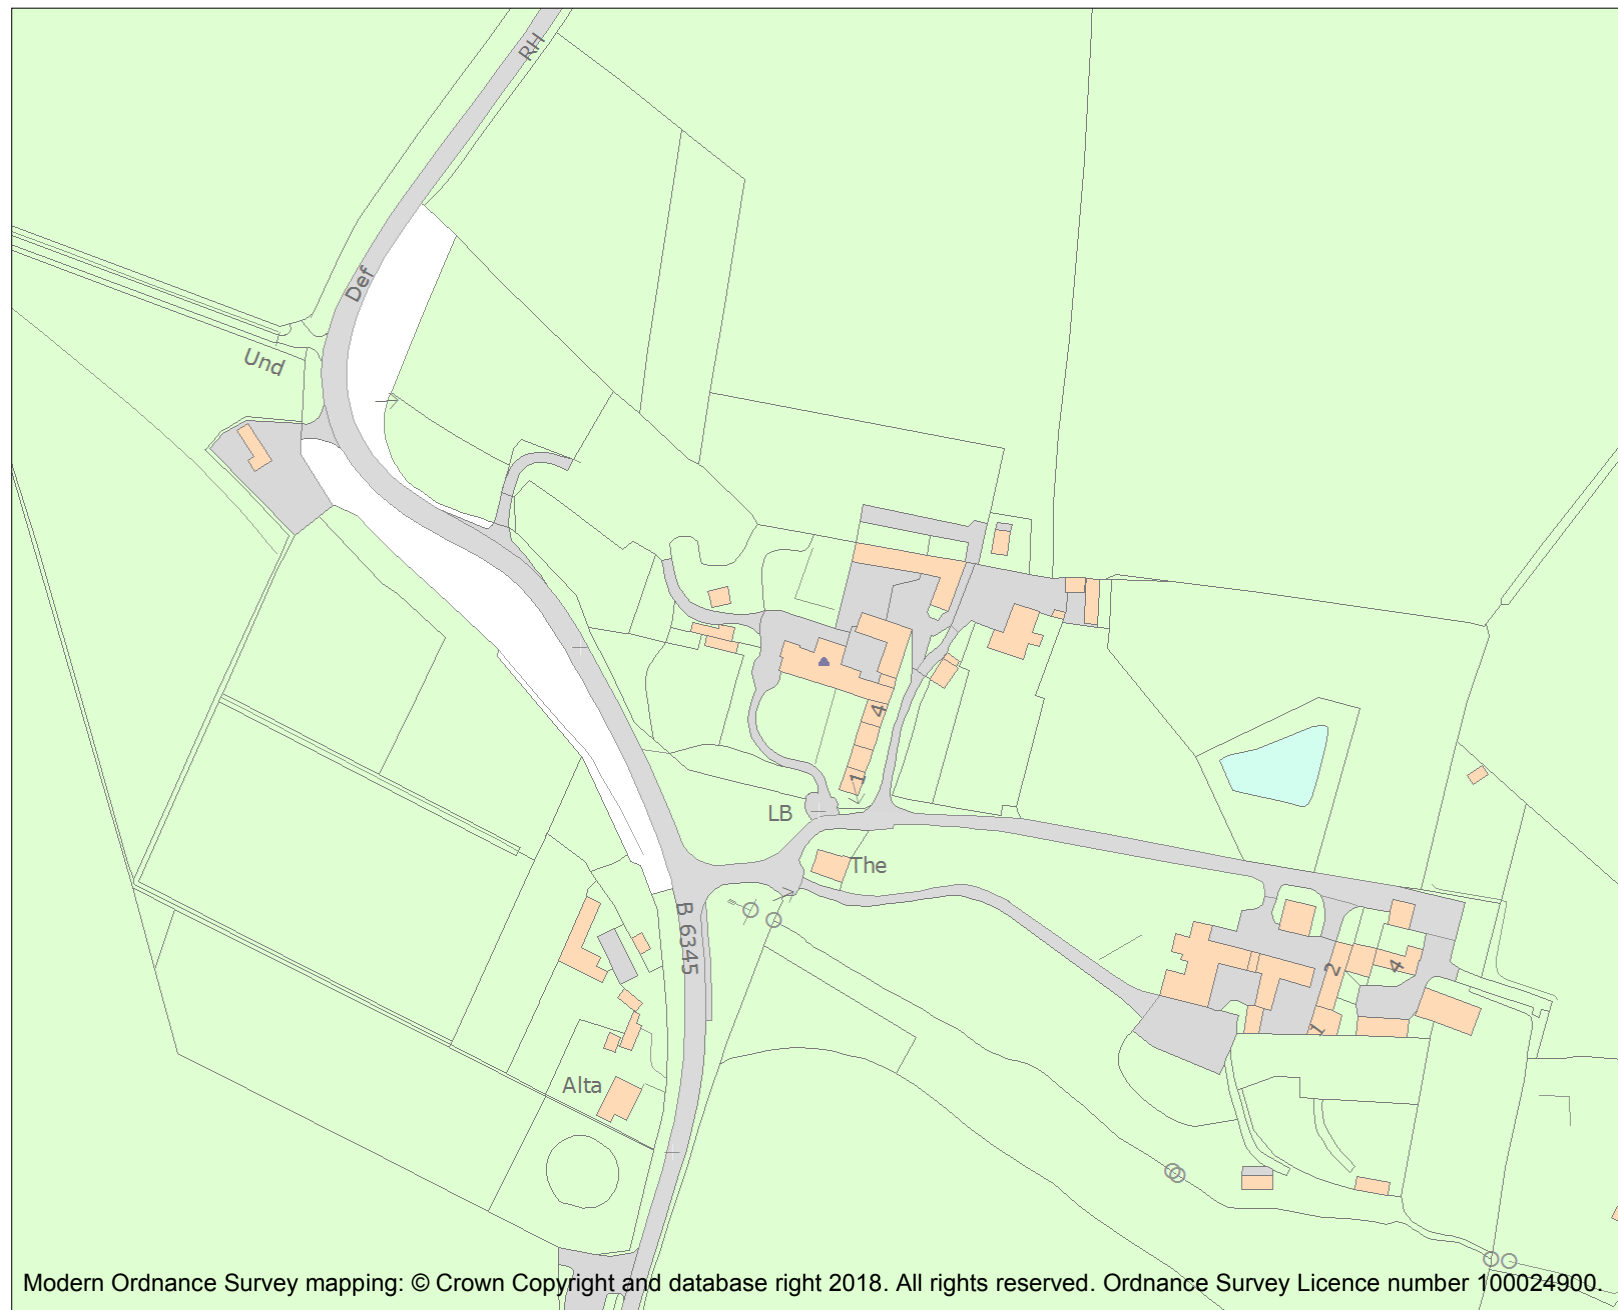 RH
Def
Und
4
1
LB
The
B 6345
2
4
1
Alta
Modern Ordnance Survey mapping: © Crown Copyright and database right 2018. All rights reserved. Ordnance Survey Licence number 100024900.